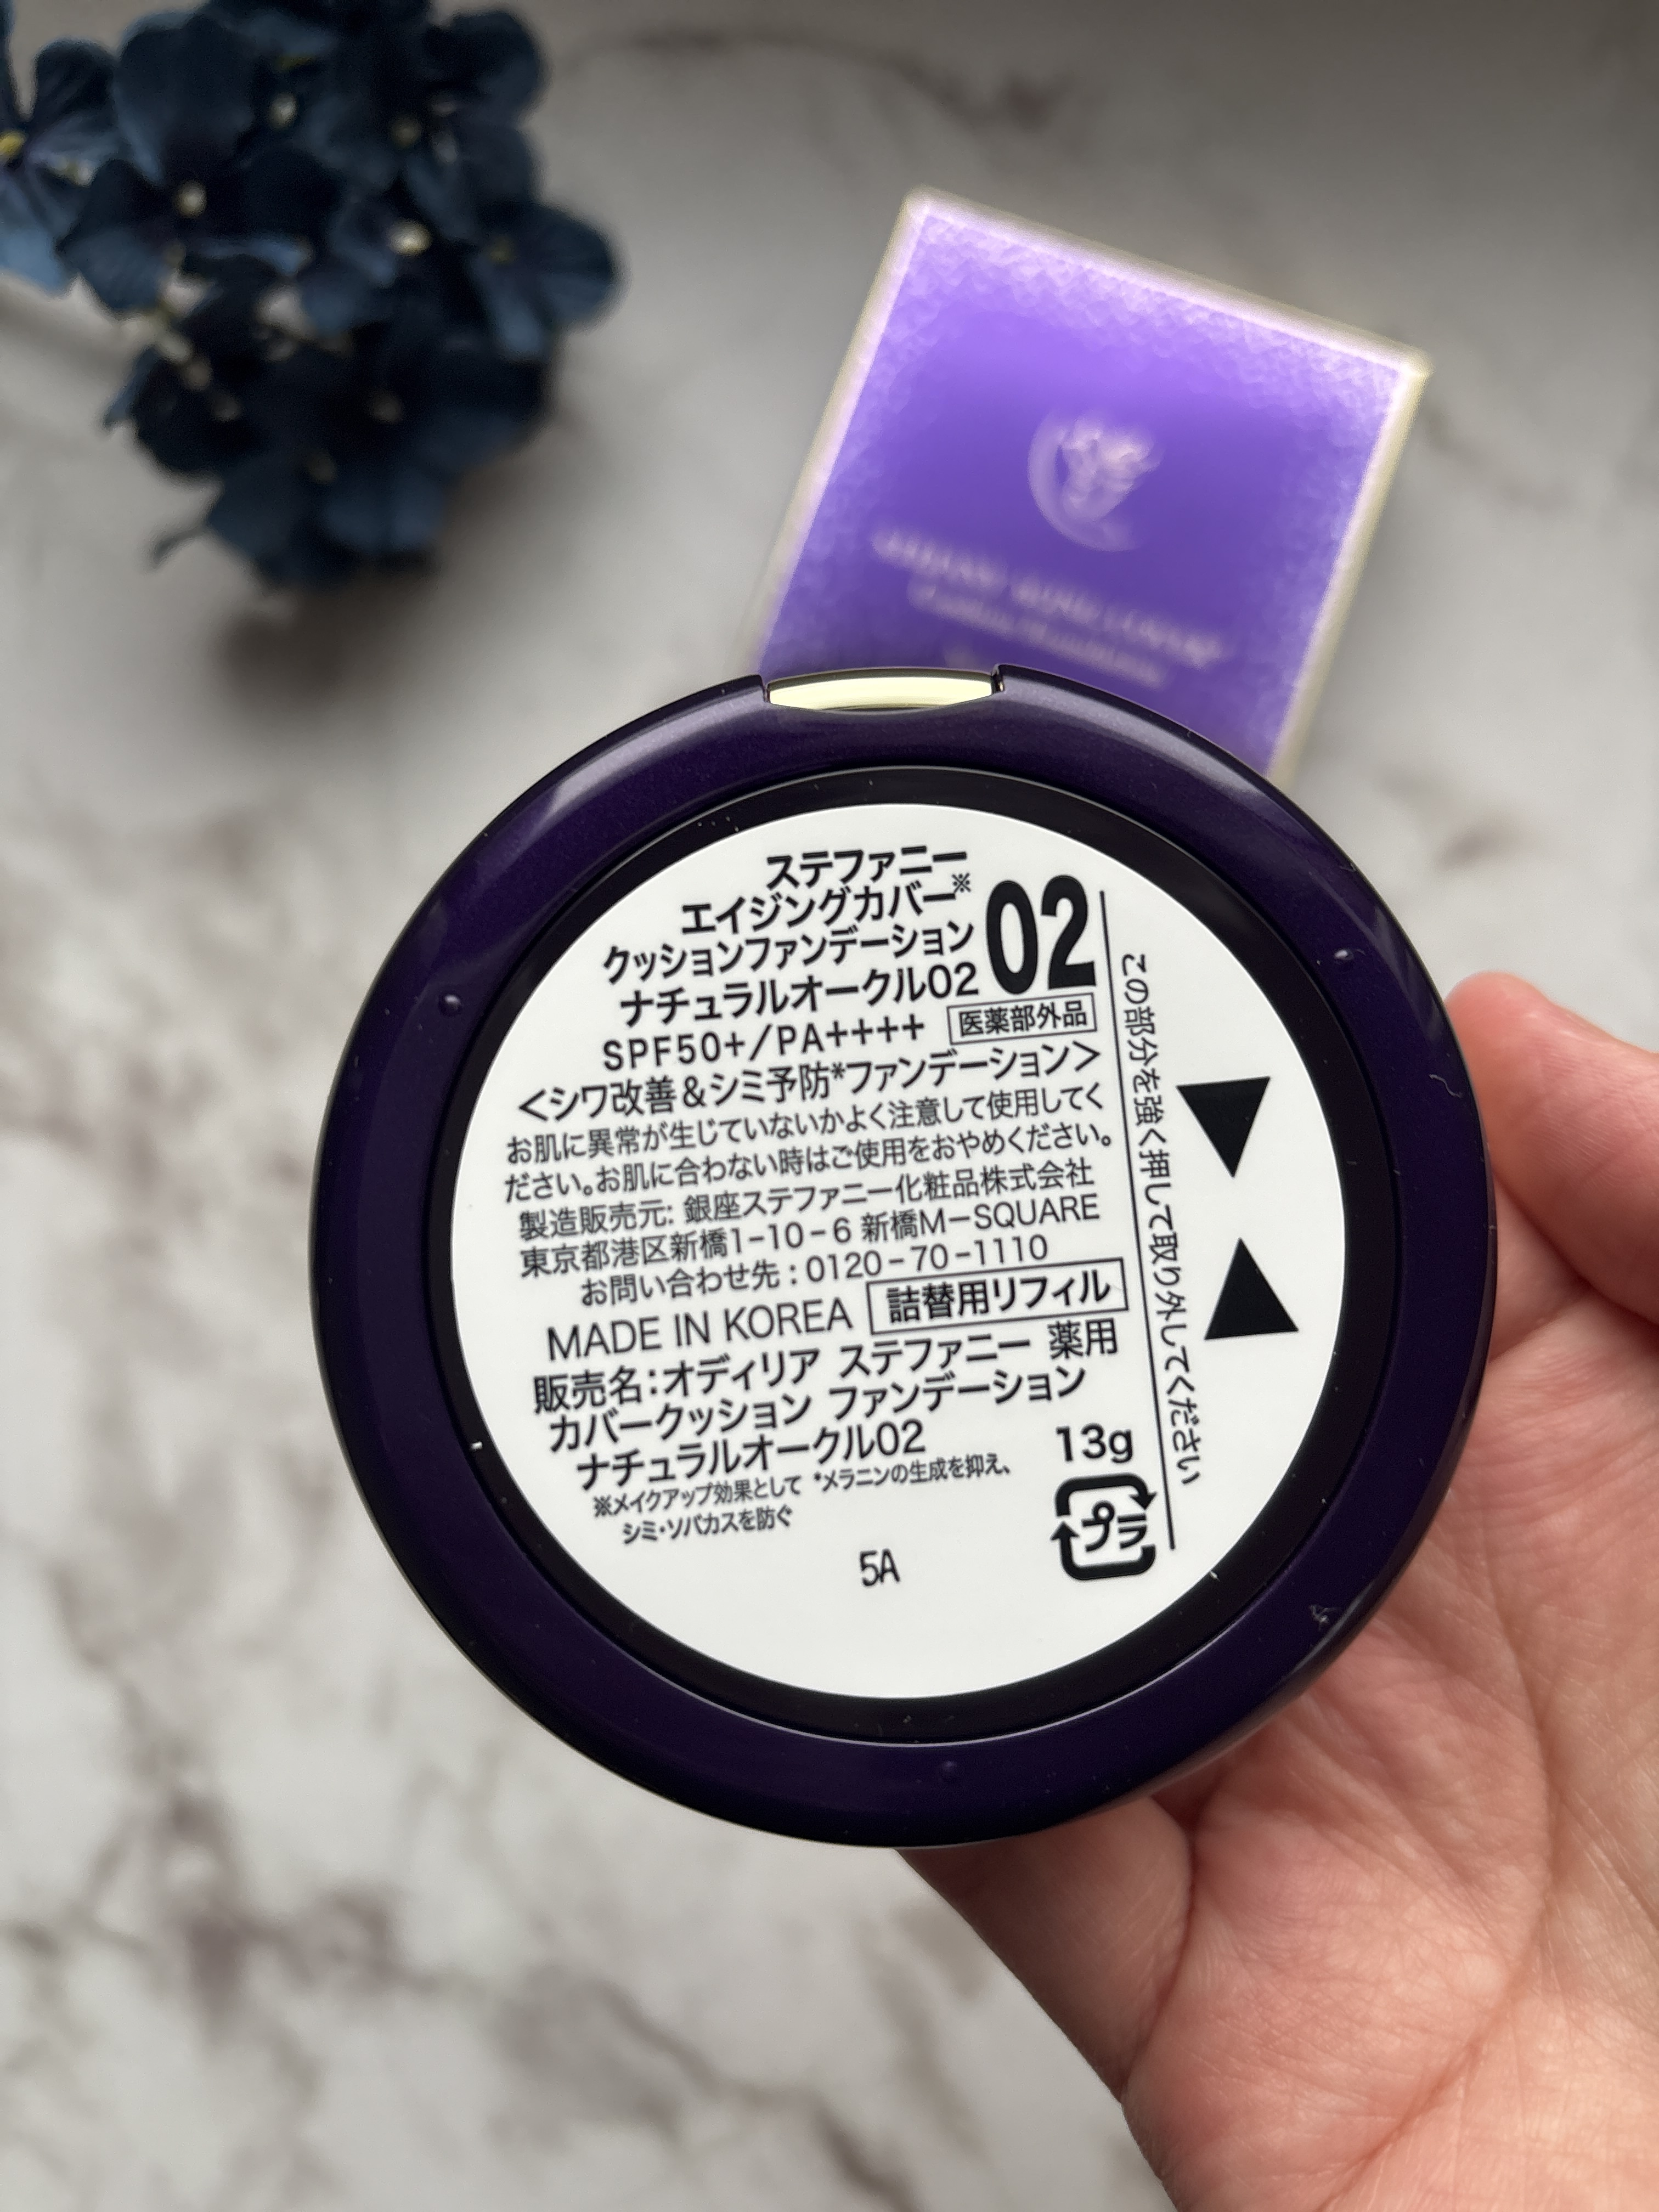 ステファニー
エイジングカバー※
クッションファンデーション
ナチュラルオークル02
02
SPF50+/PA++++
医薬部外品
<シワ改善&シミ予防*ファンデーション>
お肌に異常が生じていないかよく注意して使用してく
ださい。お肌に合わない時はご使用をおやめください。
製造販売元: 銀座ステファニー化粧品株式会社
東京都港区新橋1-10-6 新橋M-SQUARE
お問い合わせ先 : 0120-70-1110
MADE IN KOREA
詰替用リフィル
販売名:オディリア ステファニー 薬用
カバークッション ファンデーション
ナチュラルオークル02
13g
※メイクアップ効果として *メラニンの生成を抑え、
シミ・ソバカスを防ぐ
プラ
5A
この部分を強く押して取り外してください